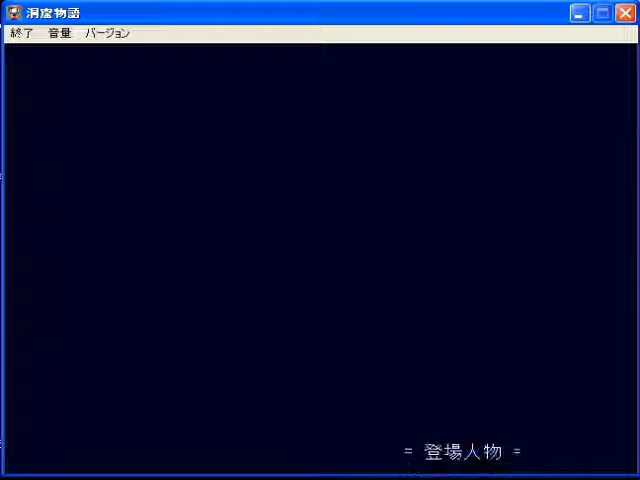 洞窟物語
終了 音量 バージョン
= 登場人物 =